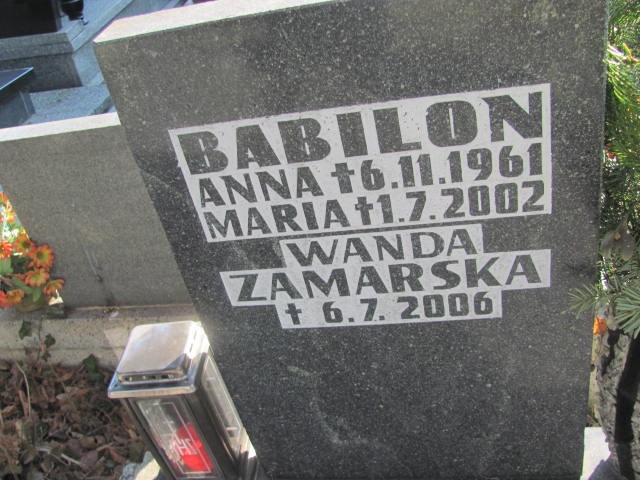 BABILON
ANNA ✝6.11.1961
MARIA ✝1.7.2002
WANDA
ZAMARSKA
✝ 6.7.2006